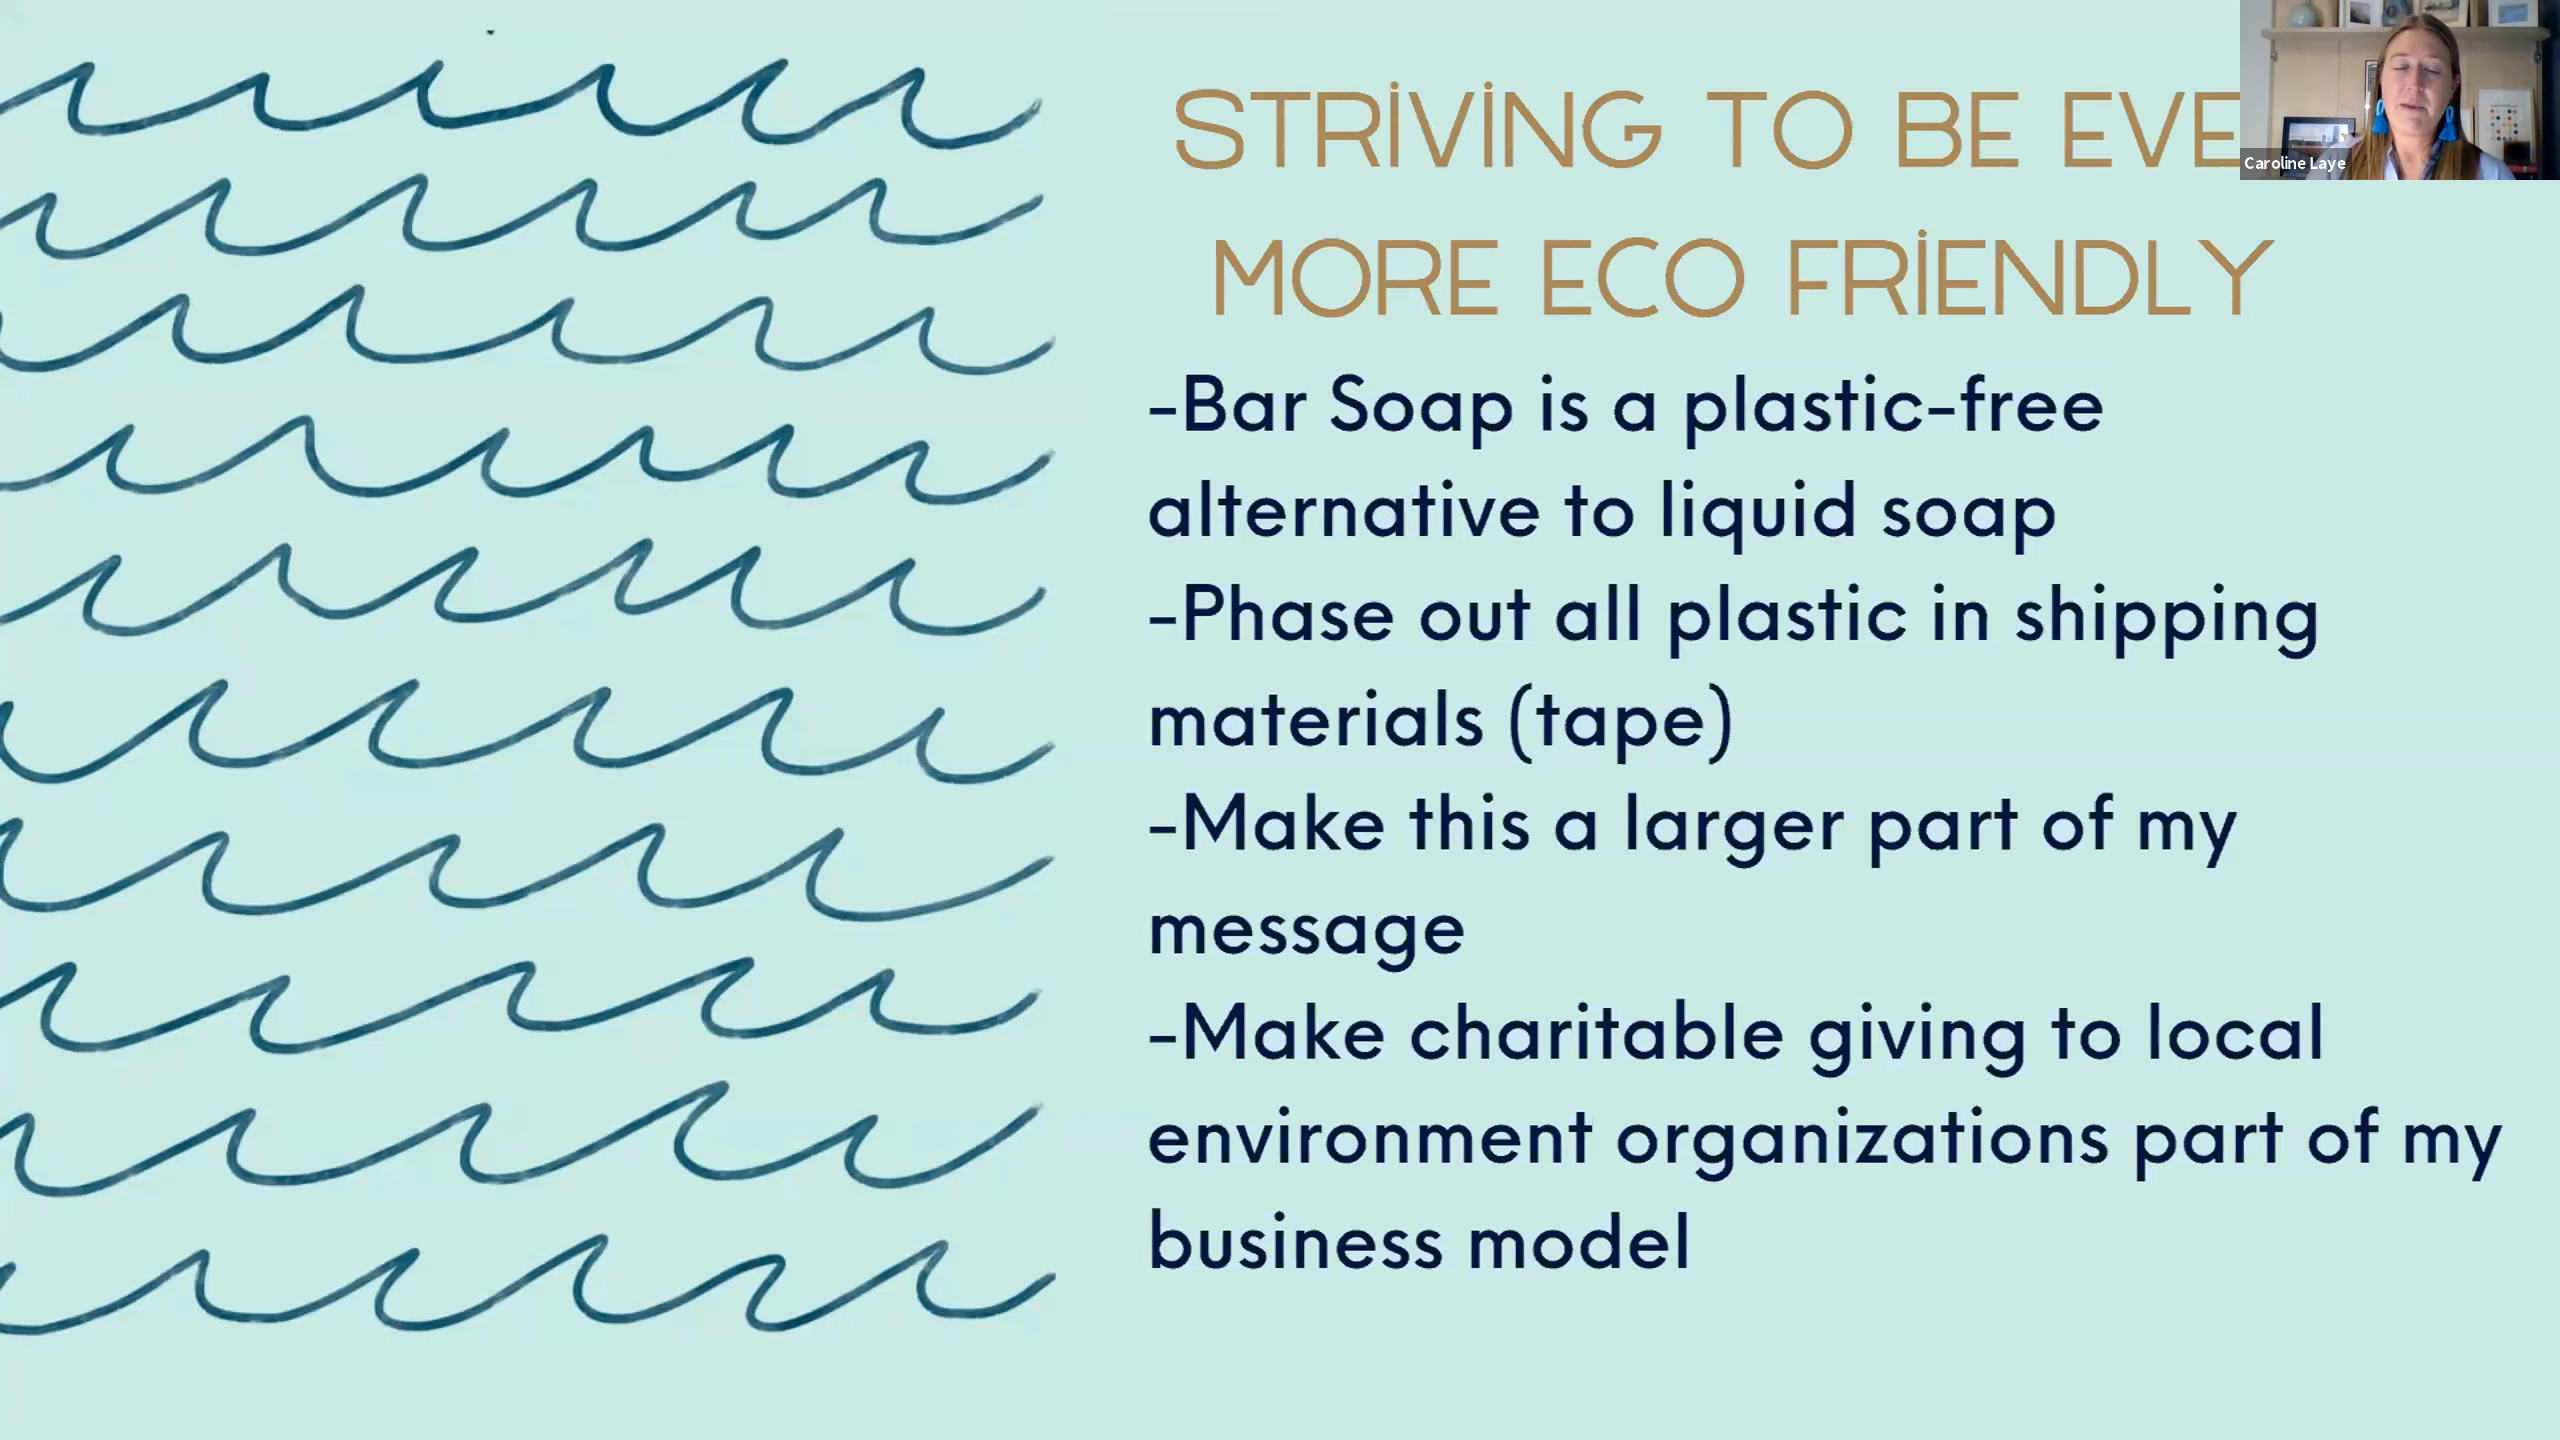 STRIVING TO BE EVE
MORE ECO FRIENDLY
Caroline Laye
-Bar Soap is a plastic-free
alternative to liquid soap
-Phase out all plastic in shipping
materials (tape)
-Make this a larger part of my
message
-Make charitable giving to local
environment organizations part of my
business model